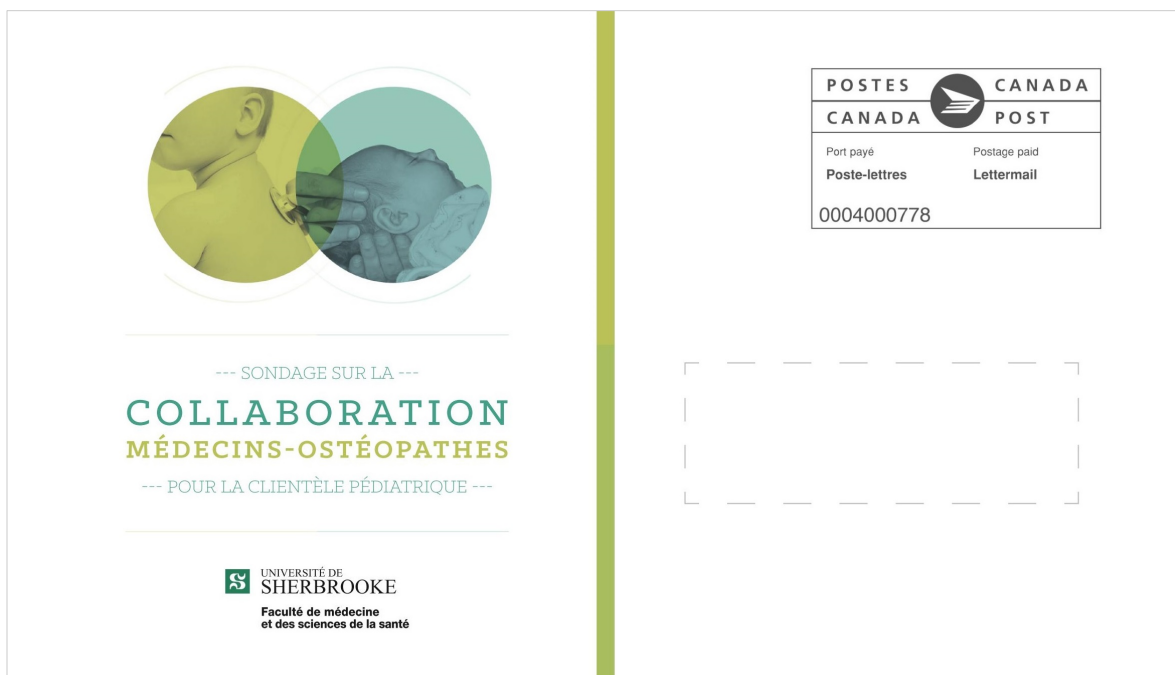 --- SONDAGE SUR LA ---
COLLABORATION
MÉDECINS-OSTÉOPATHES
--- POUR LA CLIENTÈLE PÉDIATRIQUE ---
UNIVERSITÉ DE
SHERBROOKE
Faculté de médecine
et des sciences de la santé
POSTES CANADA
CANADA POST
Port payé Postage paid
Poste-lettres Lettermail
0004000778